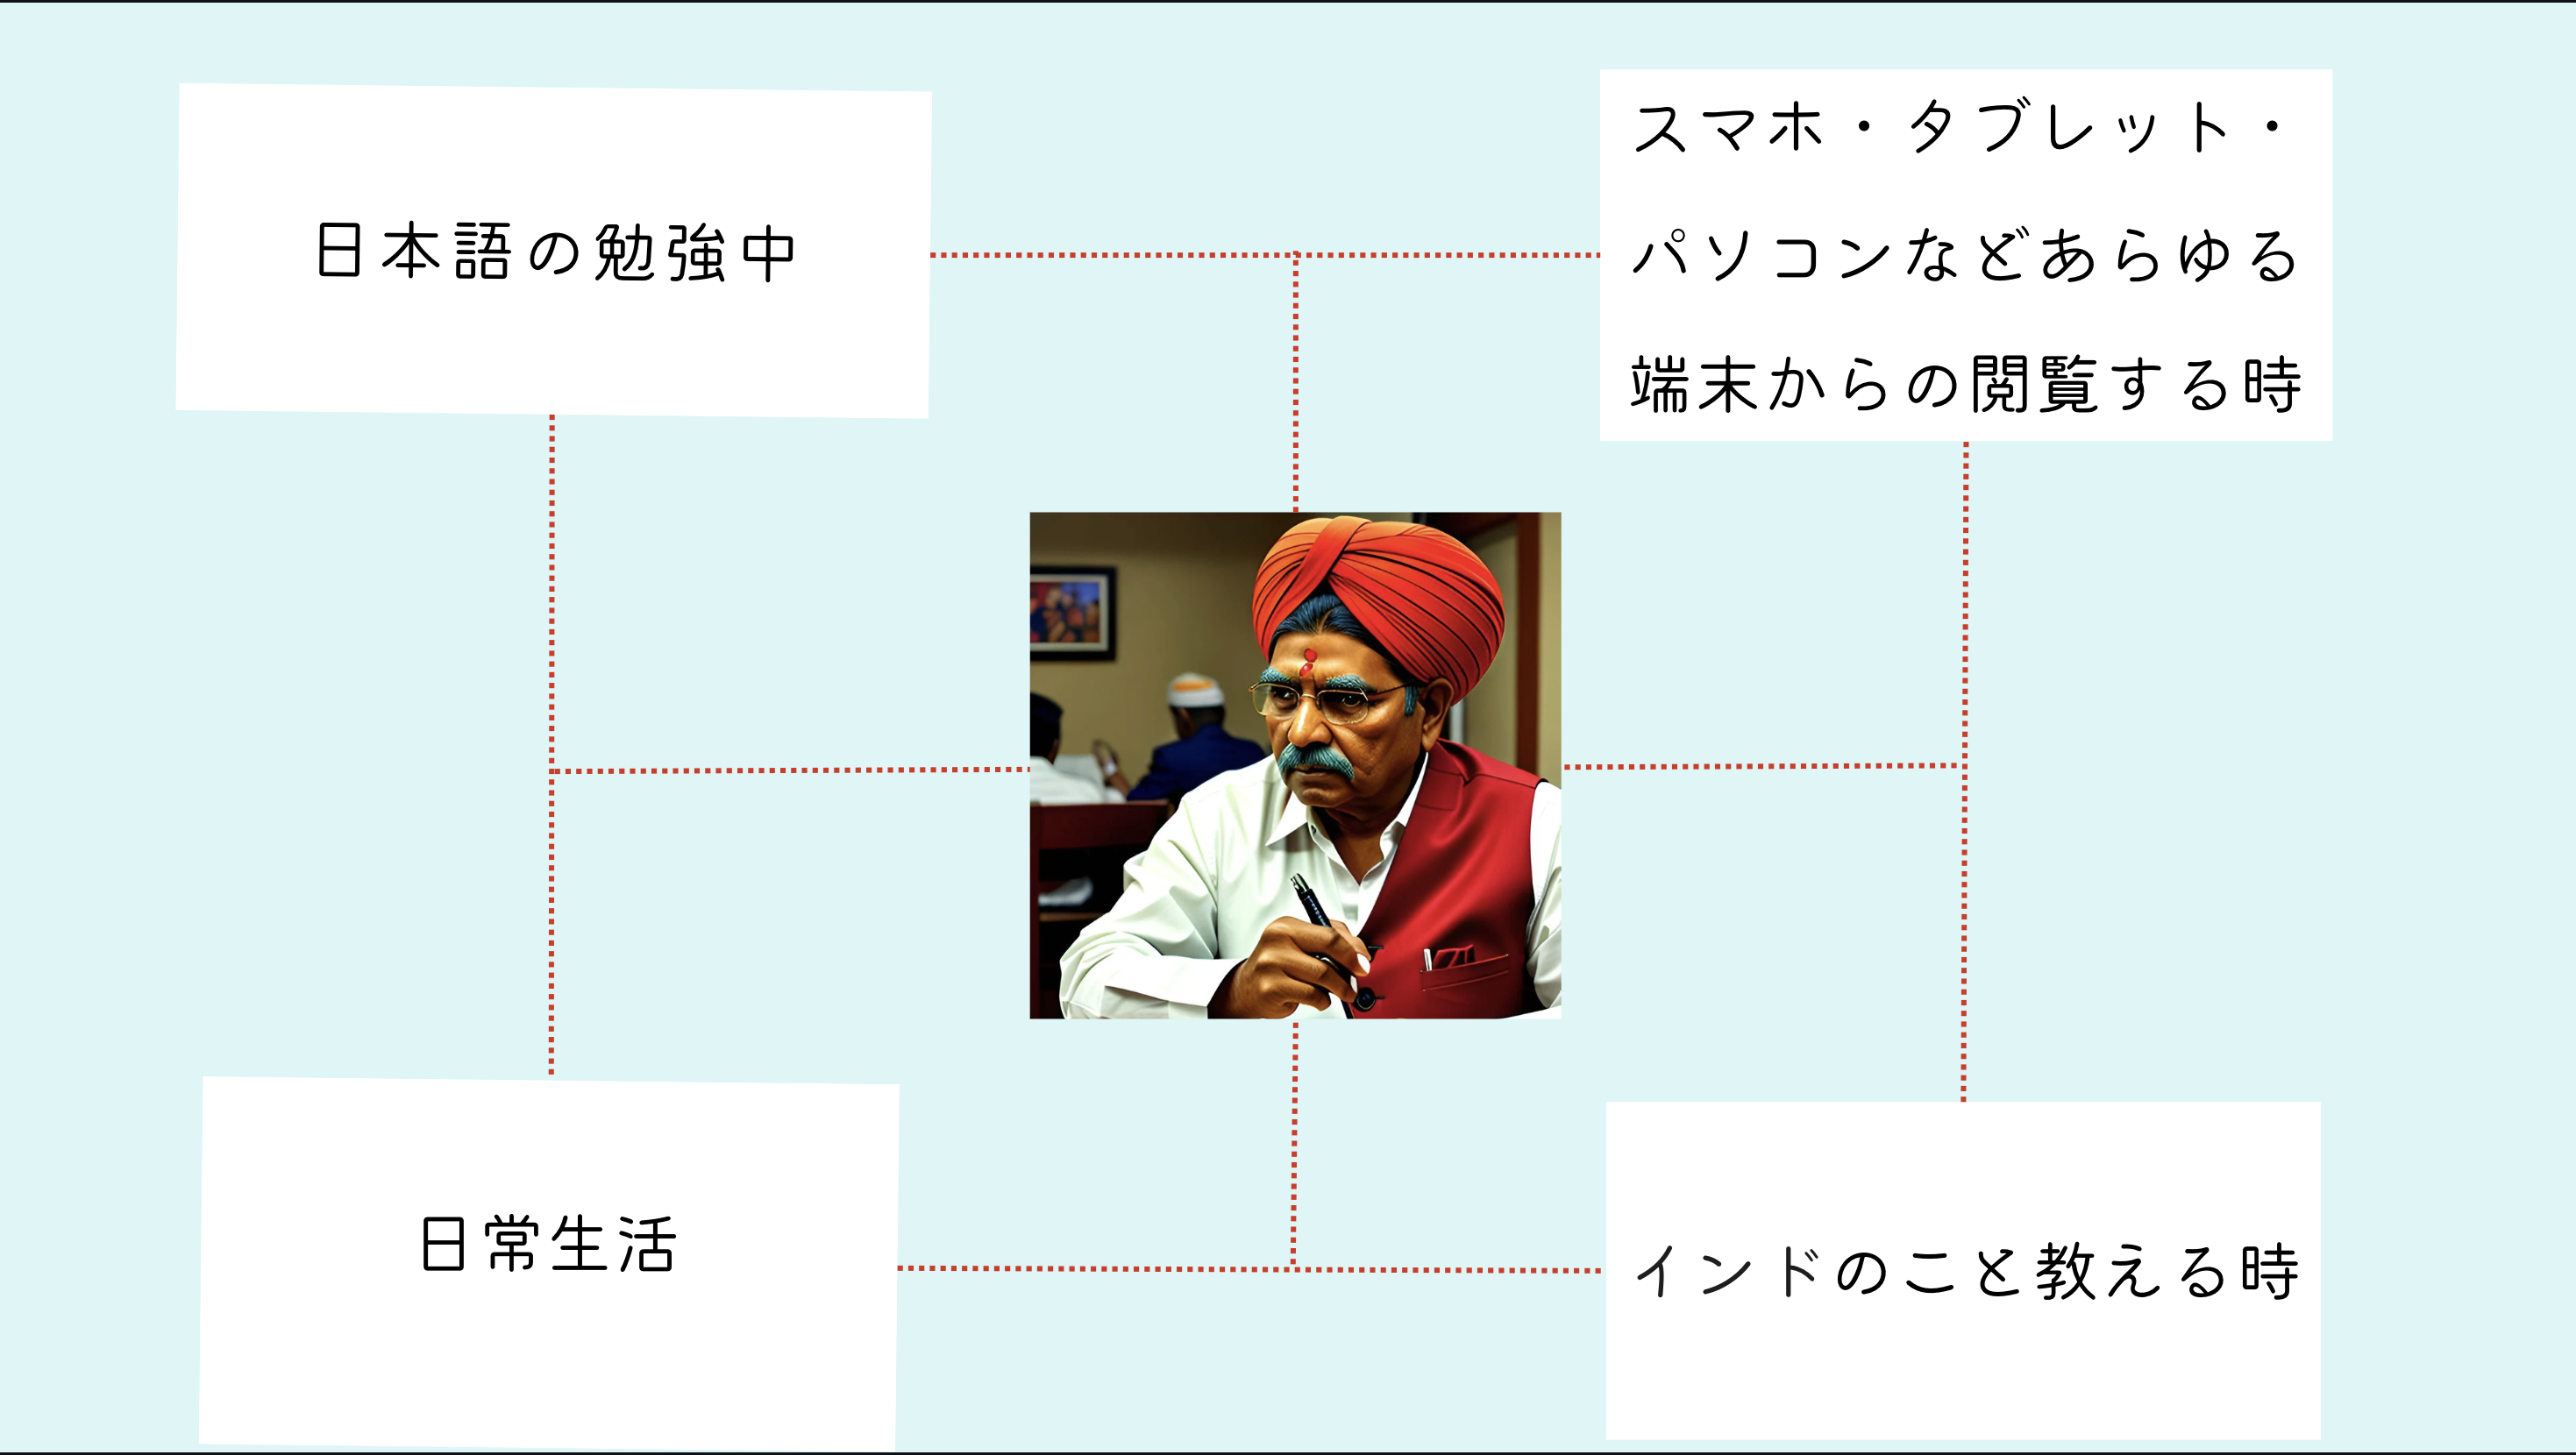 日本語の勉強中
スマホ・タブレット・
パソコンなどあらゆる
端末からの閲覧する時
日常生活
インドのこと教える時